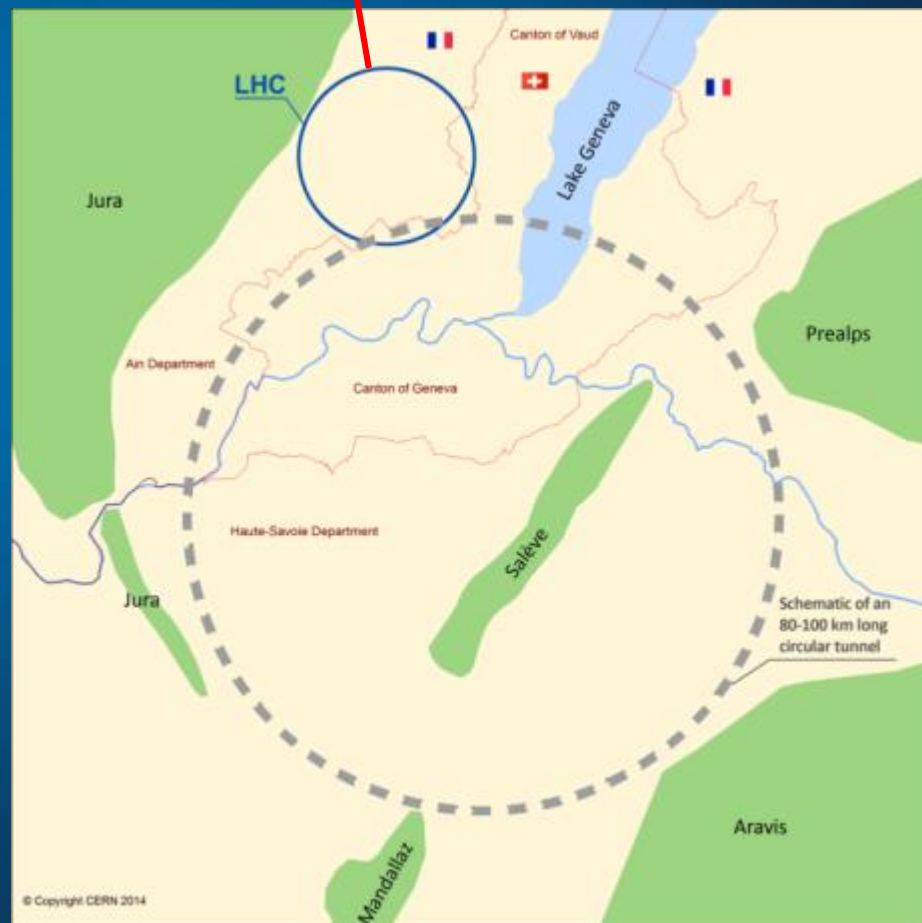 Canton of Vaud
LHC
Lake Geneva
Jura
Prealps
Ain Department
Canton of Geneva
Haute-Savoie Department
Salève
Jura
Schematic of an
80-100 km long
circular tunnel
Aravis
Mandallaz
© Copyright CERN 2014